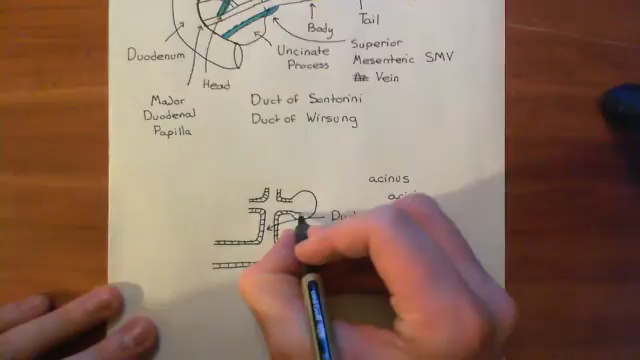 Tail
Body
Duodenum
Uncinate
Process
Superior
Mesenteric SMV
Vein
Head
Major
Duodenal
Papilla
Duct of Santorini
Duct of Wirsung
acinus